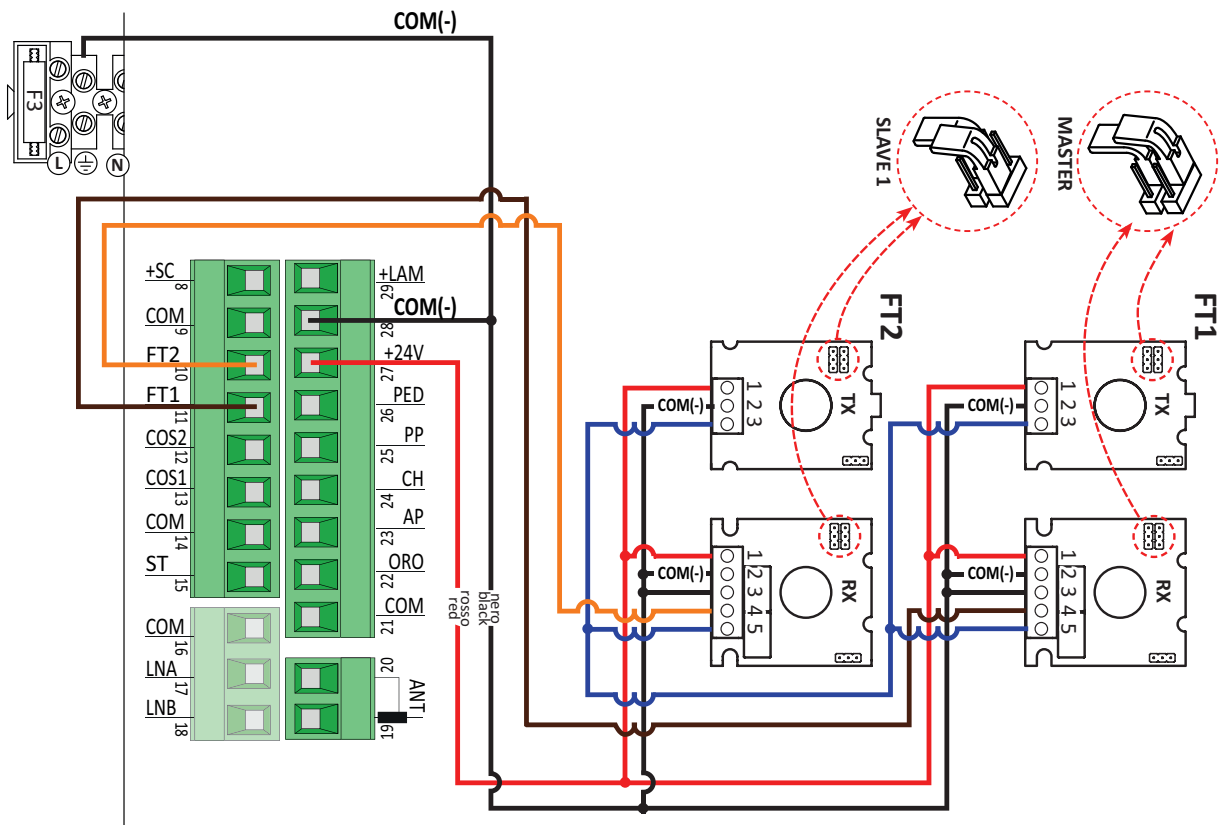 COM(-)
F3
L
N
SLAVE 1
MASTER
+SC
8
COM
9
FT2
10
FT1
11
COS2
12
COS1
13
COM
14
ST
15
COM
16
LNA
17
LNB
18
+LAM
29
COM(-)
28
+24V
27
PED
26
PP
25
CH
24
AP
23
ORO
22
COM
21
20
ANT
19
nero
black
rosso
red
FT2
1
2
3
TX
COM(-)
1
2
3
4
5
RX
COM(-)
FT1
1
2
3
TX
COM(-)
1
2
3
4
5
RX
COM(-)